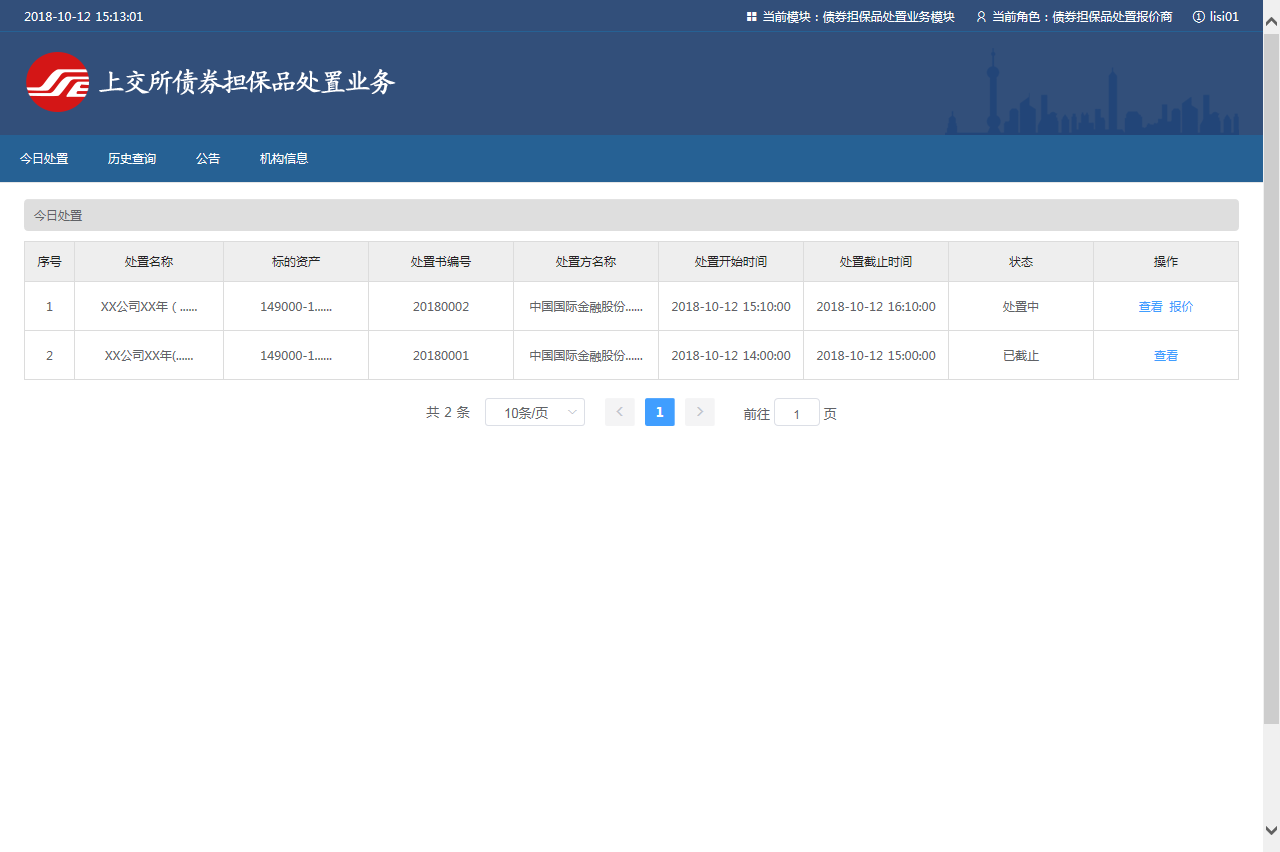 2018-10-12 15:13:01 当前模块：债券担保品处置业务模块 当前角色：债券担保品处置报价商 lisi01
上交所债券担保品处置业务
今日处置 历史查询 公告 机构信息
今日处置
序号 处置名称 标的资产 处置书编号 处置方名称 处置开始时间 处置截止时间 状态 操作
1 XX公司XX年（...... 149000-1...... 20180002 中国国际金融股份...... 2018-10-12 15:10:00 2018-10-12 16:10:00 处置中 查看 报价
2 XX公司XX年(...... 149000-1...... 20180001 中国国际金融股份...... 2018-10-12 14:00:00 2018-10-12 15:00:00 已截止 查看
共 2 条 10条/页 1 前往 1 页